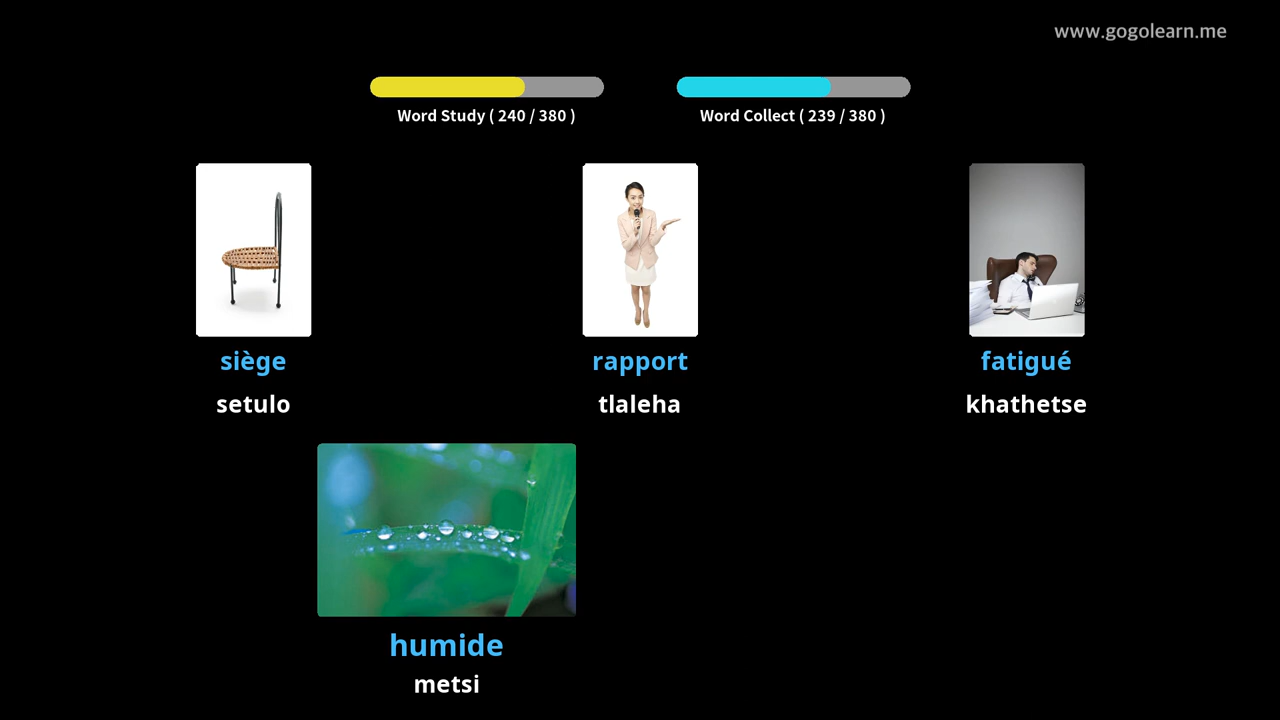 www.gogolearn.me
Word Study ( 240 / 380 )
Word Collect ( 239 / 380 )
siège
setulo
rapport
tlaleha
fatigué
khathetse
humide
metsi